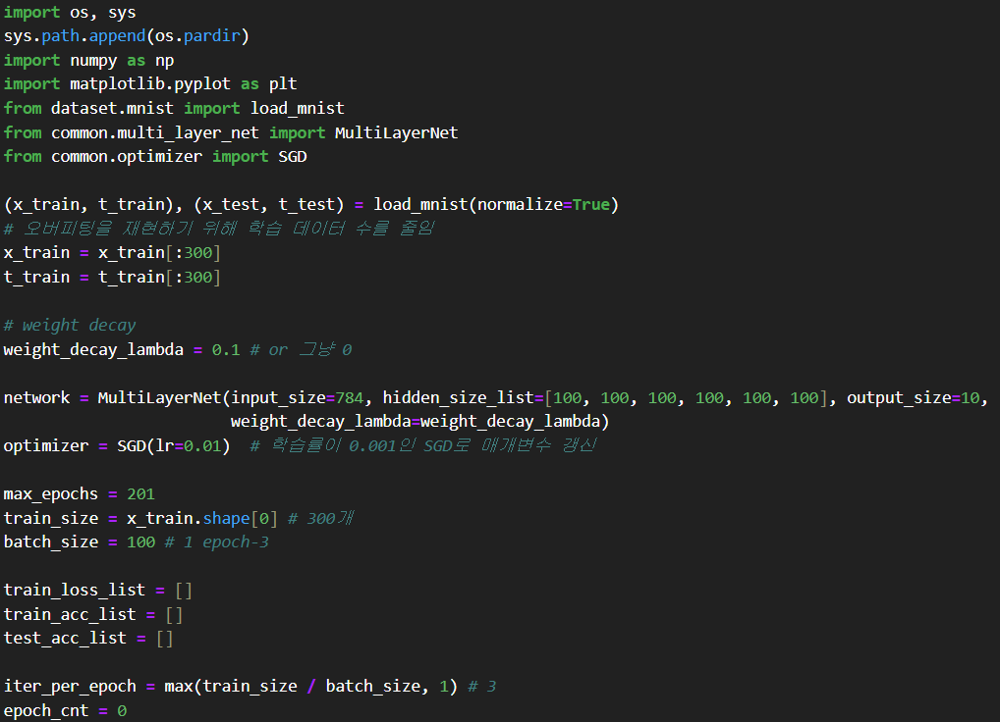 import os, sys
sys.path.append(os.pardir)
import numpy as np
import matplotlib.pyplot as plt
from dataset.mnist import load_mnist
from common.multi_layer_net import MultiLayerNet
from common.optimizer import SGD

(x_train, t_train), (x_test, t_test) = load_mnist(normalize=True)
# 오버피팅을 재현하기 위해 학습 데이터 수를 줄임
x_train = x_train[:300]
t_train = t_train[:300]

# weight decay
weight_decay_lambda = 0.1 # or 그냥 0

network = MultiLayerNet(input_size=784, hidden_size_list=[100, 100, 100, 100, 100, 100], output_size=10,
                        weight_decay_lambda=weight_decay_lambda)
optimizer = SGD(lr=0.01)  # 학습률이 0.001인 SGD로 매개변수 갱신

max_epochs = 201
train_size = x_train.shape[0] # 300개
batch_size = 100 # 1 epoch-3

train_loss_list = []
train_acc_list = []
test_acc_list = []

iter_per_epoch = max(train_size / batch_size, 1) # 3
epoch_cnt = 0